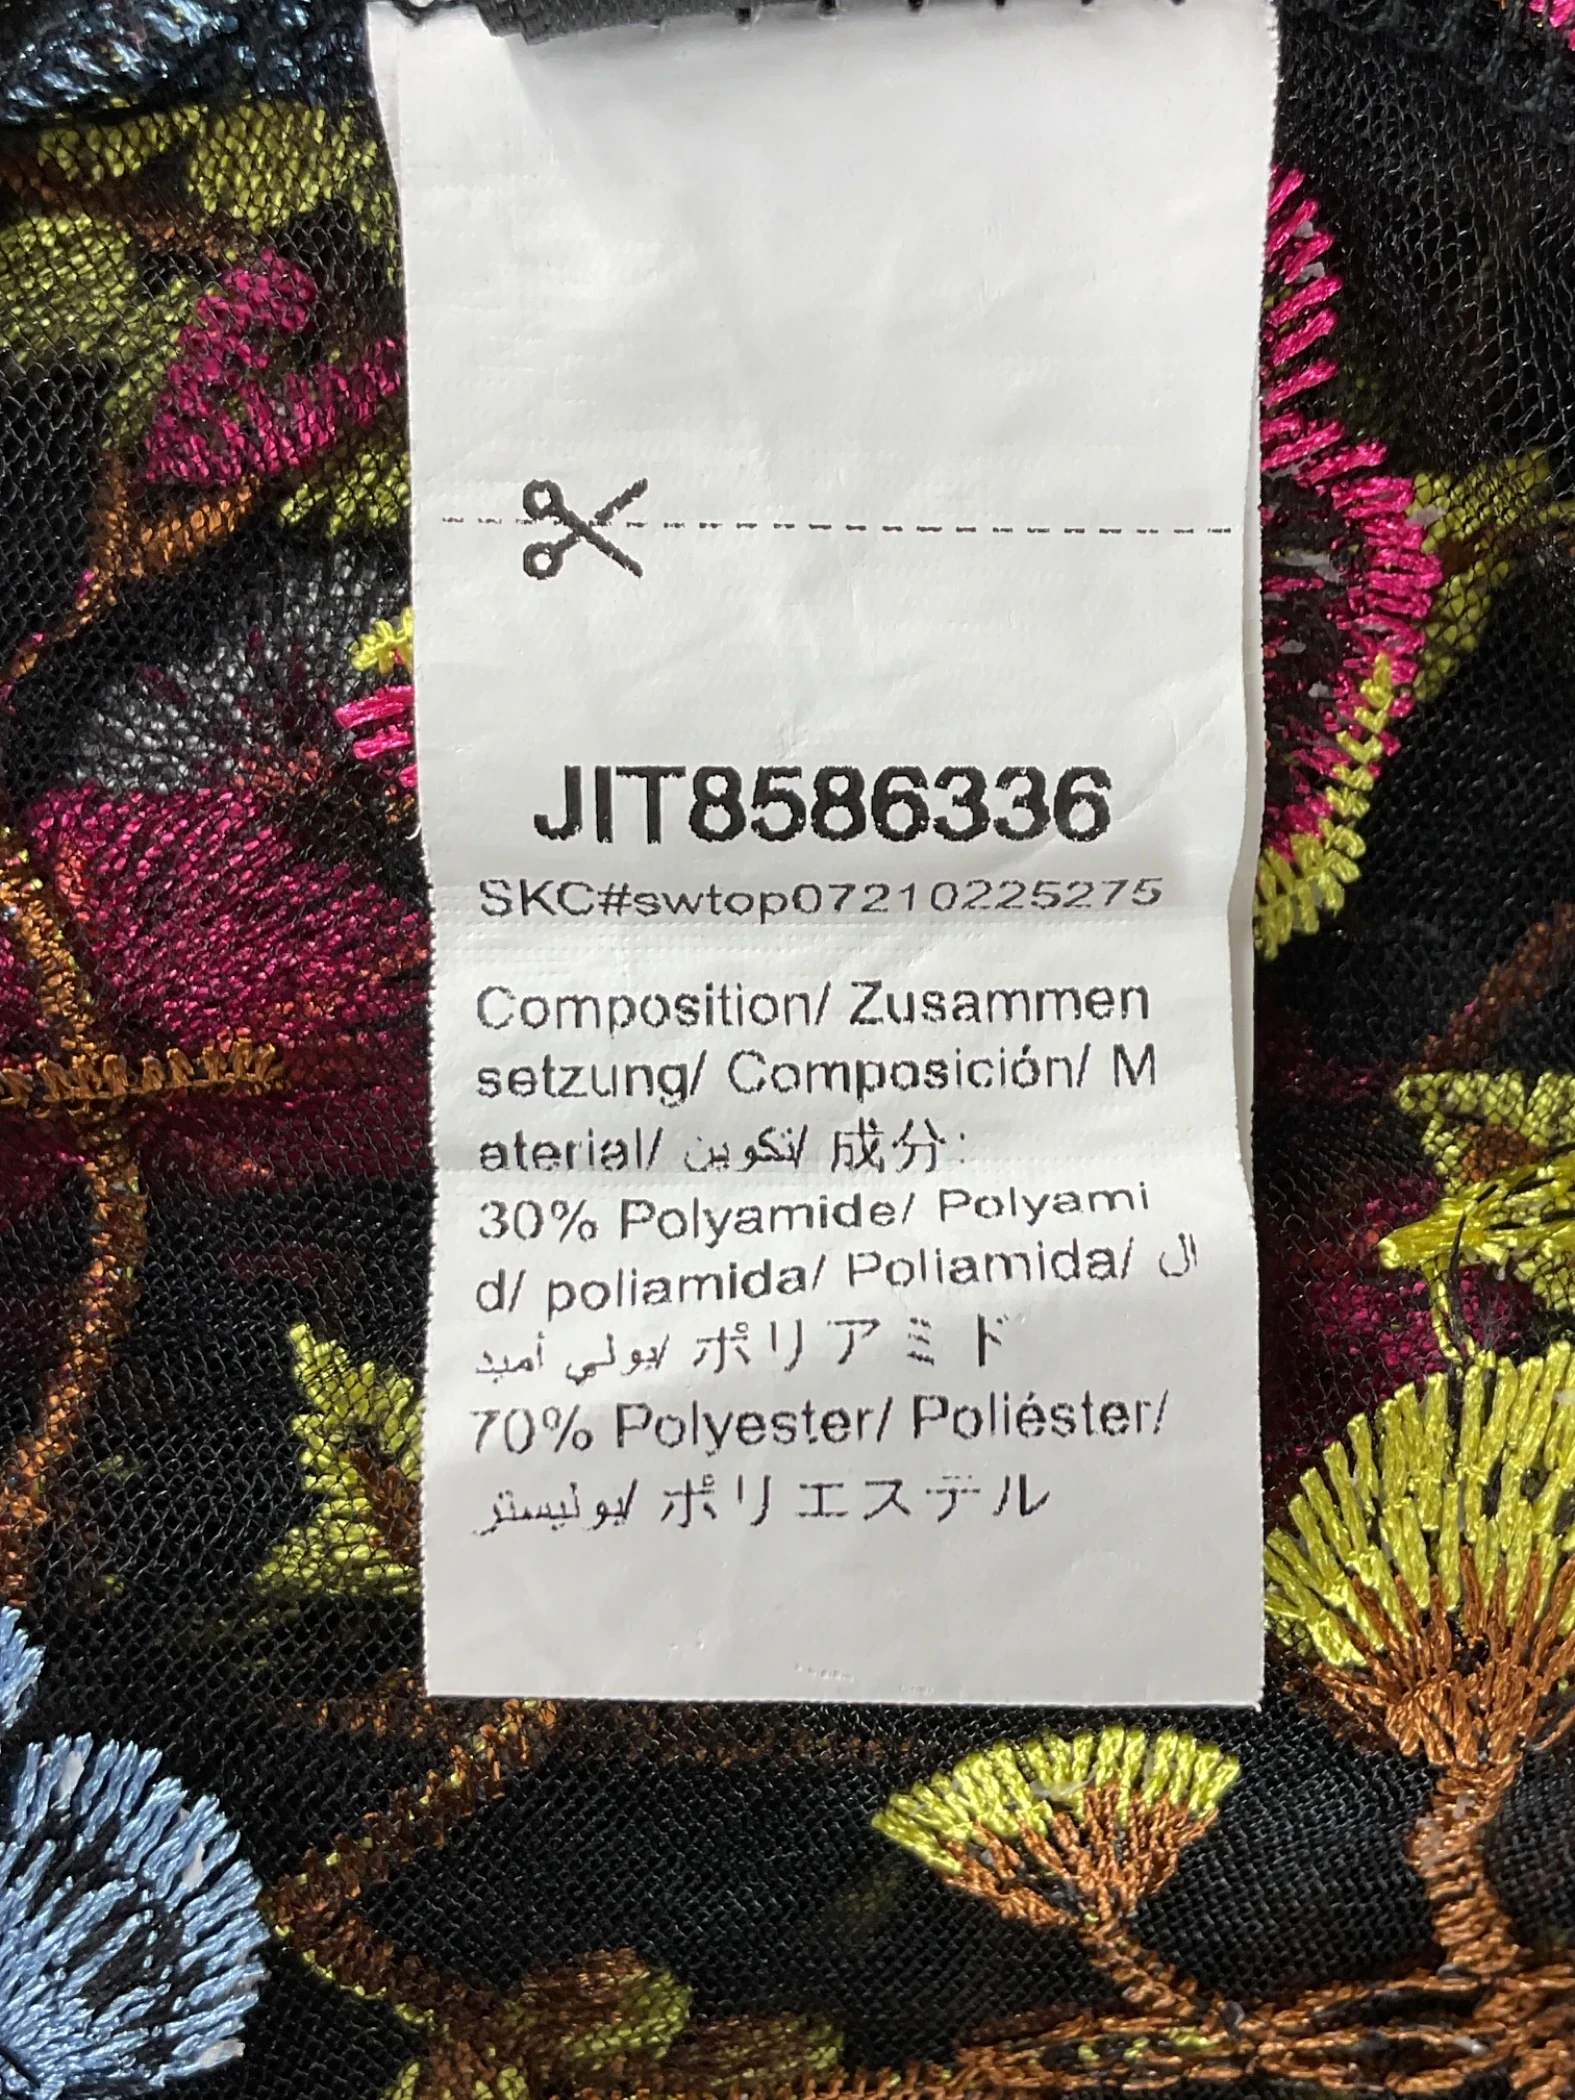 JIT8586336
SKC#swtop07210225275
Composition/ Zusammen
setzung/ Composición/ M
aterial/ تكوين/ 成分:
30% Polyamide/ Polyami
d/ poliamida/ Poliamida/ ال
بولي أميد/ ポリアミド
70% Polyester/ Poliéster/
بوليستر/ ポリエステル